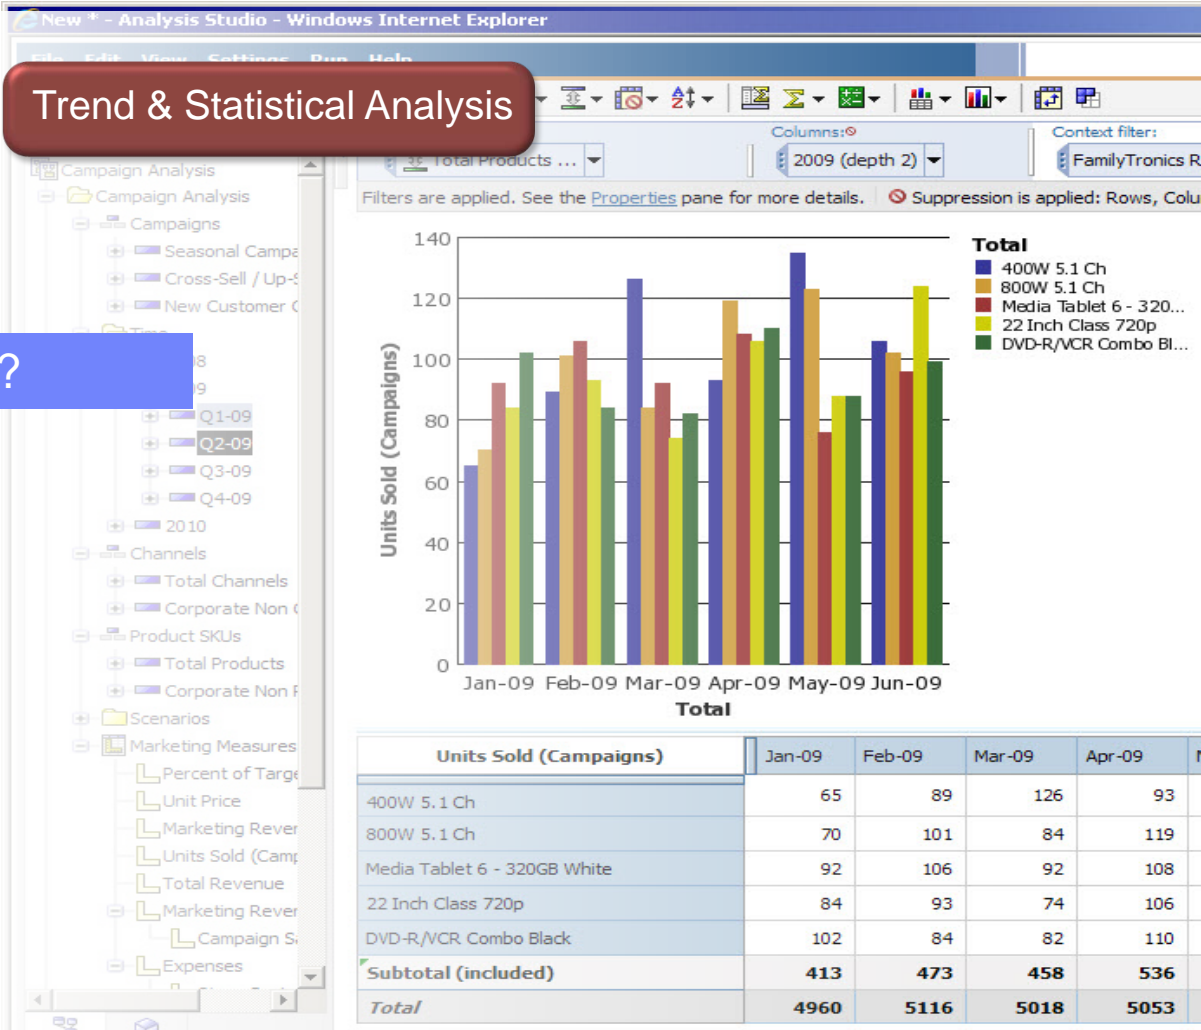 New * - Analysis Studio - Windows Internet Explorer
File Edit View Settings Run Help
Trend & Statistical Analysis
Columns:
Context filter:
Total Products ...
2009 (depth 2)
FamilyTronics R
Filters are applied. See the Properties pane for more details.
Suppression is applied: Rows, Colu
?
Campaign Analysis
Campaign Analysis
Campaigns
Seasonal Campa
Cross-Sell / Up-S
New Customer C
Time
08
09
Q1-09
Q2-09
Q3-09
Q4-09
2010
Channels
Total Channels
Corporate Non C
Product SKUs
Total Products
Corporate Non P
Scenarios
Marketing Measures
Percent of Targe
Unit Price
Marketing Rever
Units Sold (Camp
Total Revenue
Marketing Rever
Campaign Sa
Expenses
Units Sold (Campaigns)
140
120
100
80
60
40
20
0
Jan-09 Feb-09 Mar-09 Apr-09 May-09 Jun-09
Total
Total
400W 5.1 Ch
800W 5.1 Ch
Media Tablet 6 - 320...
22 Inch Class 720p
DVD-R/VCR Combo Bl...
Units Sold (Campaigns) Jan-09 Feb-09 Mar-09 Apr-09 M
400W 5.1 Ch 65 89 126 93
800W 5.1 Ch 70 101 84 119
Media Tablet 6 - 320GB White 92 106 92 108
22 Inch Class 720p 84 93 74 106
DVD-R/VCR Combo Black 102 84 82 110
Subtotal (included) 413 473 458 536
Total 4960 5116 5018 5053